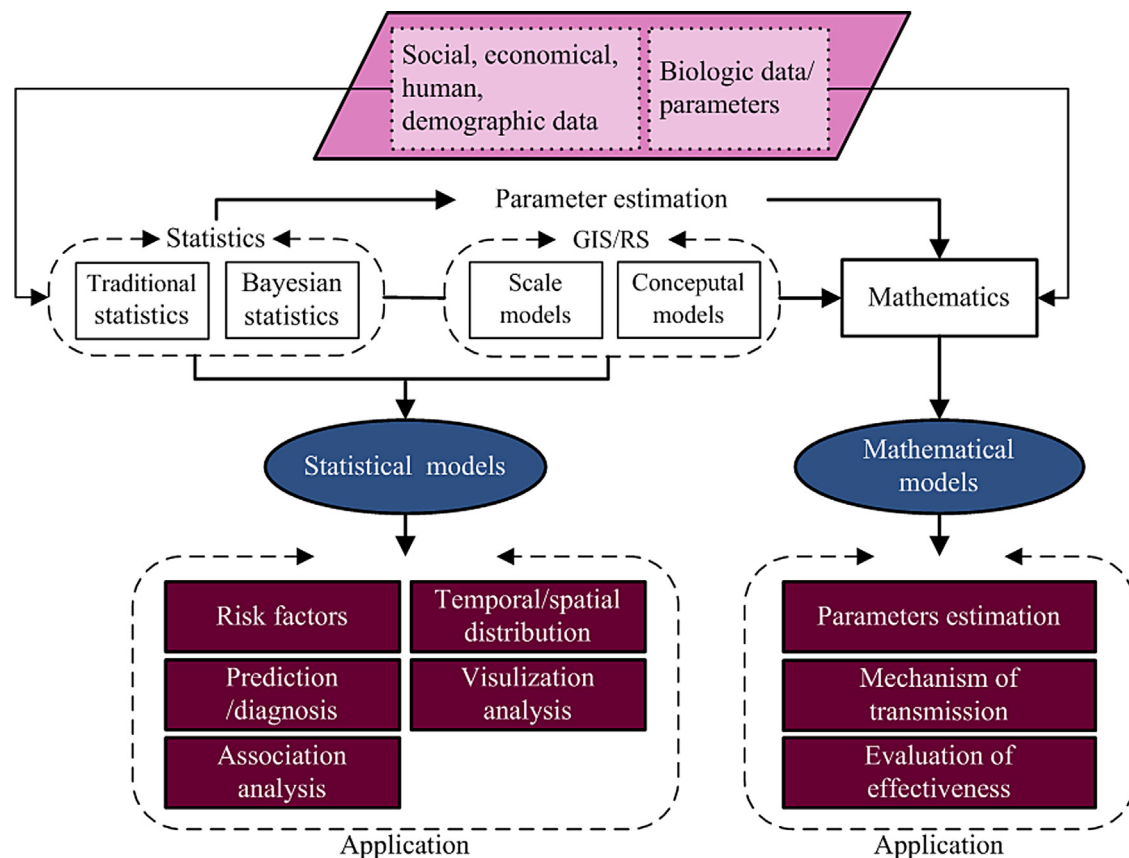 Social, economical,
human,
demographic data
Biologic data/
parameters
Parameter estimation
Statistics
GIS/RS
Traditional
statistics
Bayesian
statistics
Scale
models
Conceputal
models
Mathematics
Statistical models
Mathematical
models
Risk factors
Temporal/spatial
distribution
Prediction
/diagnosis
Visulization
analysis
Association
analysis
Application
Parameters estimation
Mechanism of
transmission
Evaluation of
effectiveness
Application